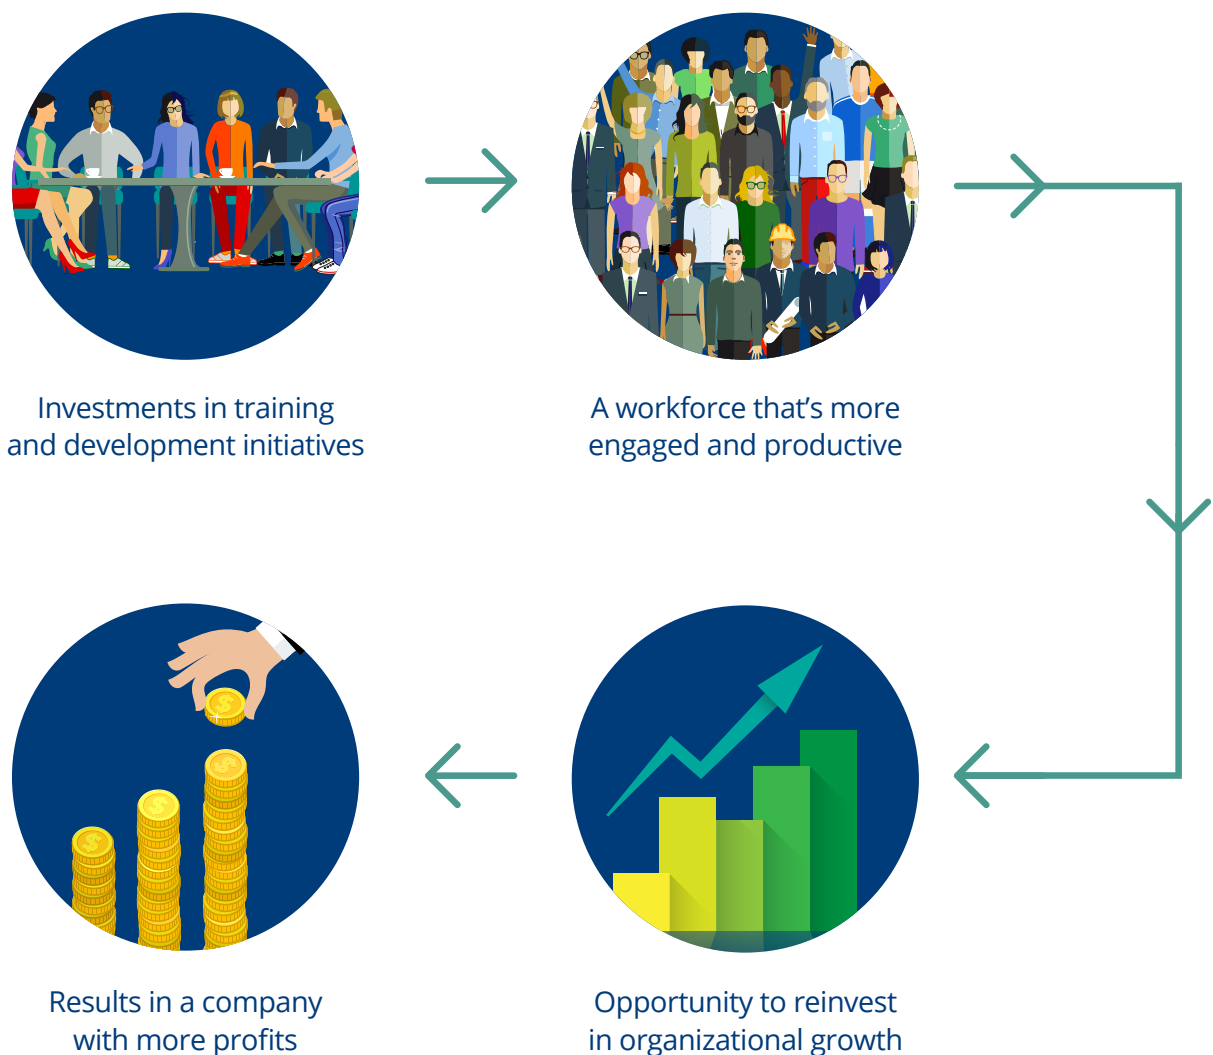 Investments in training
and development initiatives
A workforce that’s more
engaged and productive
Opportunity to reinvest
in organizational growth
Results in a company
with more profits